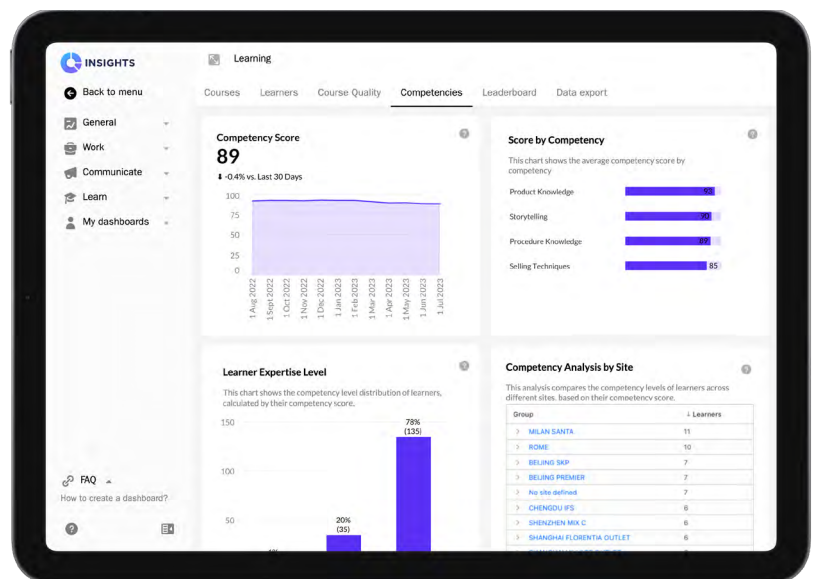 INSIGHTS
Back to menu
General
Work
Communicate
Learn
My dashboards
FAQ
How to create a dashboard?
Learning
Courses Learners Course Quality Competencies Leaderboard Data export
Competency Score
89
-0.4% vs. Last 30 Days
100
75
50
25
0
1 Aug 2022
1 Sept 2022
1 Oct 2022
1 Nov 2022
1 Dec 2022
1 Jan 2023
1 Feb 2023
1 Mar 2023
1 Apr 2023
1 May 2023
1 Jun 2023
1 Jul 2023
Score by Competency
This chart shows the average competency score by
competency
Product Knowledge 93
Storytelling
Procedure Knowledge 89
Selling Techniques 85
Learner Expertise Level
This chart shows the competency level distribution of learners,
calculated by their competency score.
150
100
50
20%
(35)
78%
(135)
Competency Analysis by Site
This analysis compares the competency levels of learners across
different sites, based on their competency score.
Group Learners
MILAN SANTA 11
ROME 10
BEIJING SKP 7
BEIJING PREMIER 7
No site defined 7
CHENGDU IFS 6
SHENZHEN MIX C 6
SHANGHAI FLORENTIA OUTLET 6